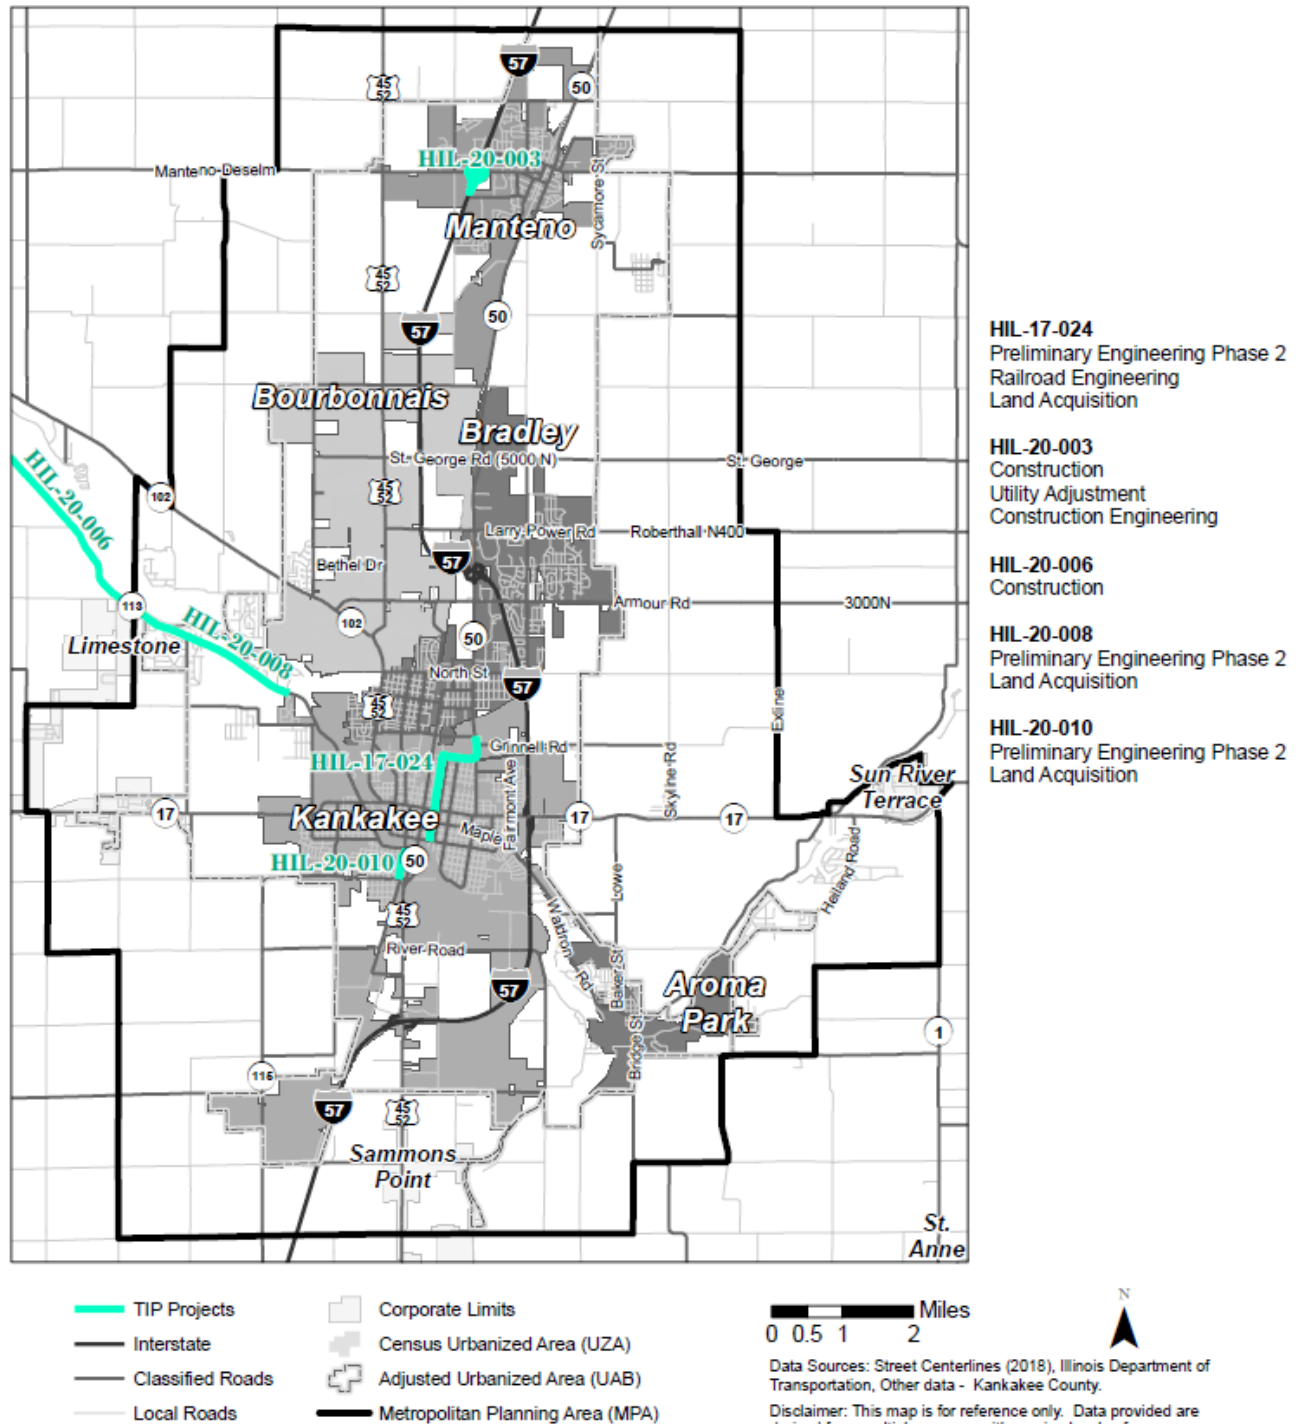 57
45
52
50
HIL-20-003
Manteno-Deselm
Sycamore St
Manteno
45
52
50
57
Bourbonnais
Bradley
St. George Rd (5000 N)
St. George
HIL-20-006
102
45
52
Larry Power Rd
Roberthall N400
57
Bethel Dr
113
102
Armour Rd
3000N
Limestone
HIL-20-008
50
North St
57
45
52
Exline
HIL-17-024
Grinnell Rd
Fairmont Ave
Skyline Rd
Sun River
Terrace
17
Kankakee
Maple
17
17
HIL-20-010
50
Lowe
Heiland Road
45
52
Waldron Rd
River Road
Baker St
57
Aroma
Park
Bridge St
1
115
57
45
52
Sammons
Point
St.
Anne
HIL-17-024
Preliminary Engineering Phase 2
Railroad Engineering
Land Acquisition
HIL-20-003
Construction
Utility Adjustment
Construction Engineering
HIL-20-006
Construction
HIL-20-008
Preliminary Engineering Phase 2
Land Acquisition
HIL-20-010
Preliminary Engineering Phase 2
Land Acquisition
TIP Projects
Interstate
Classified Roads
Local Roads
Corporate Limits
Census Urbanized Area (UZA)
Adjusted Urbanized Area (UAB)
Metropolitan Planning Area (MPA)
Miles
0 0.5 1 2
N
Data Sources: Street Centerlines (2018), Illinois Department of
Transportation, Other data - Kankakee County.
Disclaimer: This map is for reference only. Data provided are